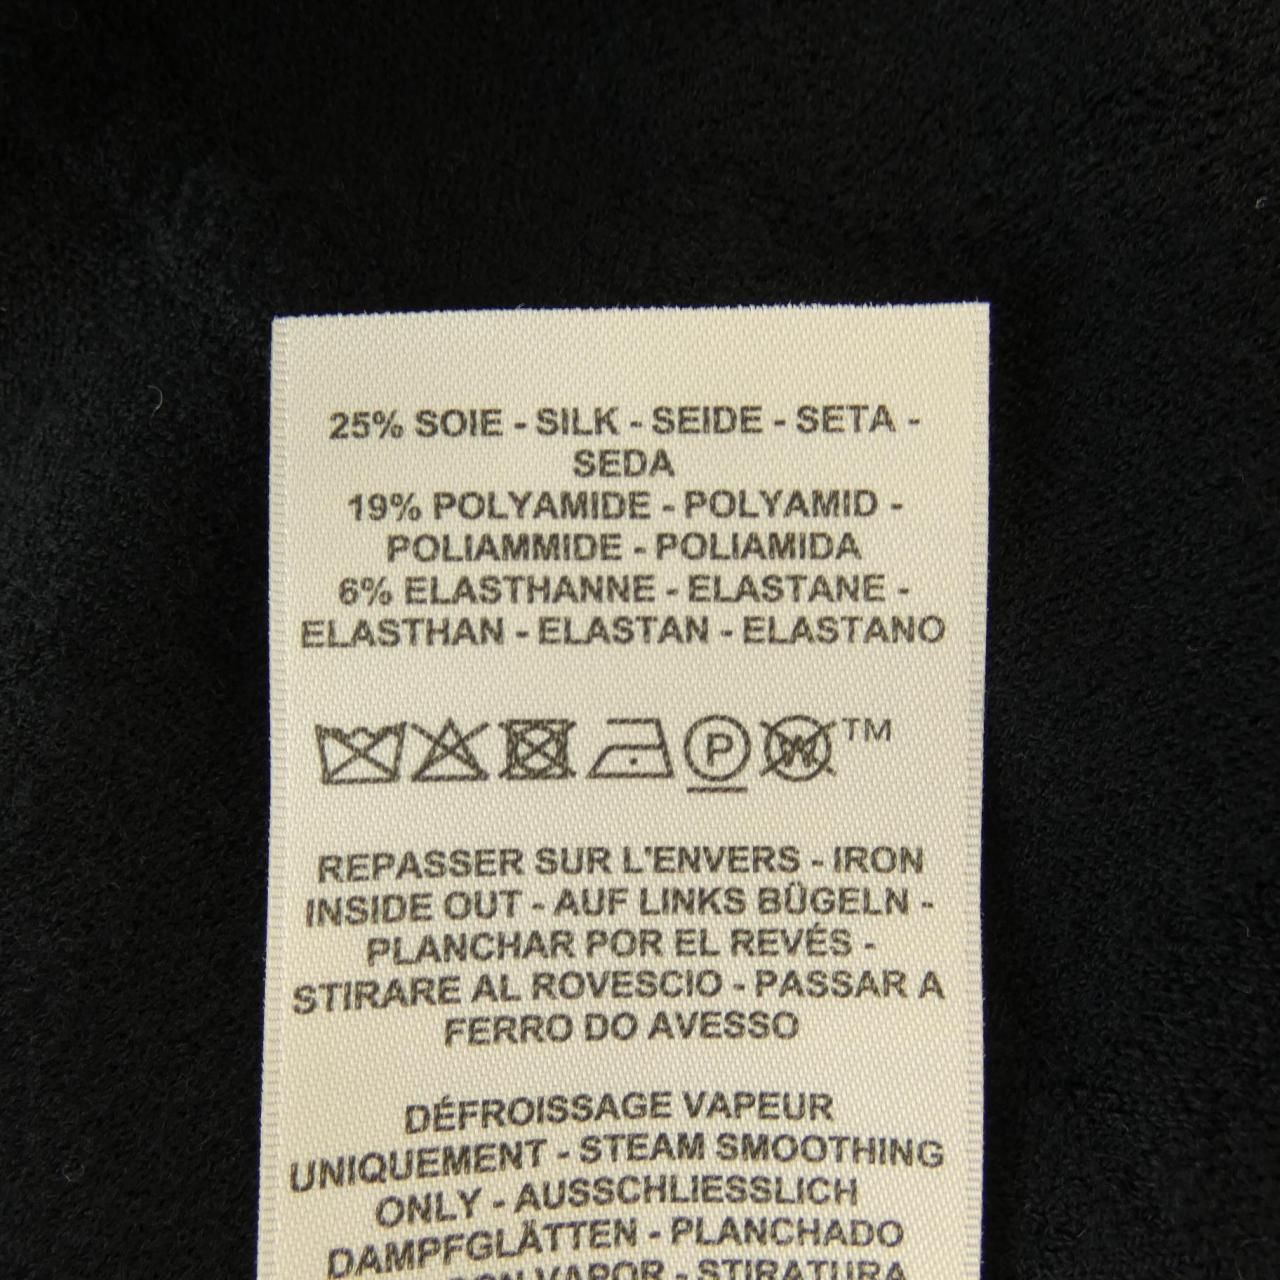 25% SOIE - SILK - SEIDE - SETA -
SEDA
19% POLYAMIDE - POLYAMID -
POLIAMMIDE - POLIAMIDA
6% ELASTHANNE - ELASTANE -
ELASTHAN - ELASTAN - ELASTANO
P W TM
REPASSER SUR L'ENVERS - IRON
INSIDE OUT - AUF LINKS BÜGELN -
PLANCHAR POR EL REVÉS -
STIRARE AL ROVESCIO - PASSAR A
FERRO DO AVESSO
DÉFROISSAGE VAPEUR
UNIQUEMENT - STEAM SMOOTHING
ONLY - AUSSCHLIESSLICH
DAMPFGLÄTTEN - PLANCHADO
VAPOR - STIRATURA